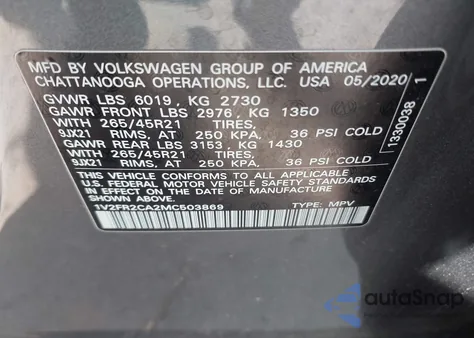 MFD BY VOLKSWAGEN GROUP OF AMERICA
CHATTANOOGA OPERATIONS, LLC. USA 05/2020
GVWR LBS 6019, KG 2730
GAWR FRONT LBS 2976, KG 1350
WITH 265/45R21 TIRES,
9JX21 RIMS, AT 250 KPA, 36 PSI COLD
GAWR REAR LBS 3153, KG 1430
WITH 265/45R21 TIRES,
9JX21 RIMS, AT 250 KPA, 36 PSI COLD
THIS VEHICLE CONFORMS TO ALL APPLICABLE
U.S. FEDERAL MOTOR VEHICLE SAFETY STANDARDS
IN EFFECT ON THE DATE OF MANUFACTURE
SHOWN ABOVE.
1V2FR2CA2MC503869 TYPE: MPV
1330038 1
autoSnap